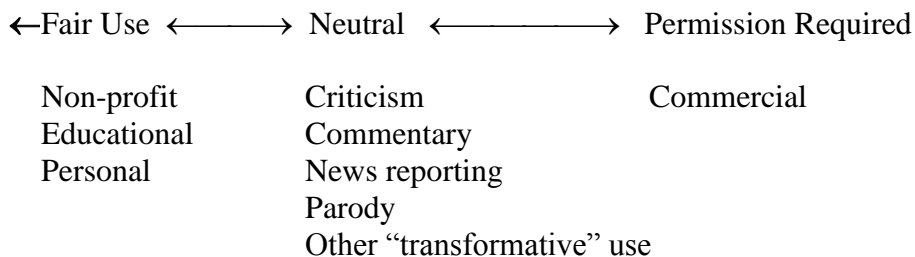 ←Fair Use ←→ Neutral ←→ Permission Required
Non-profit Criticism Commercial
Educational Commentary
Personal News reporting
Parody
Other “transformative” use